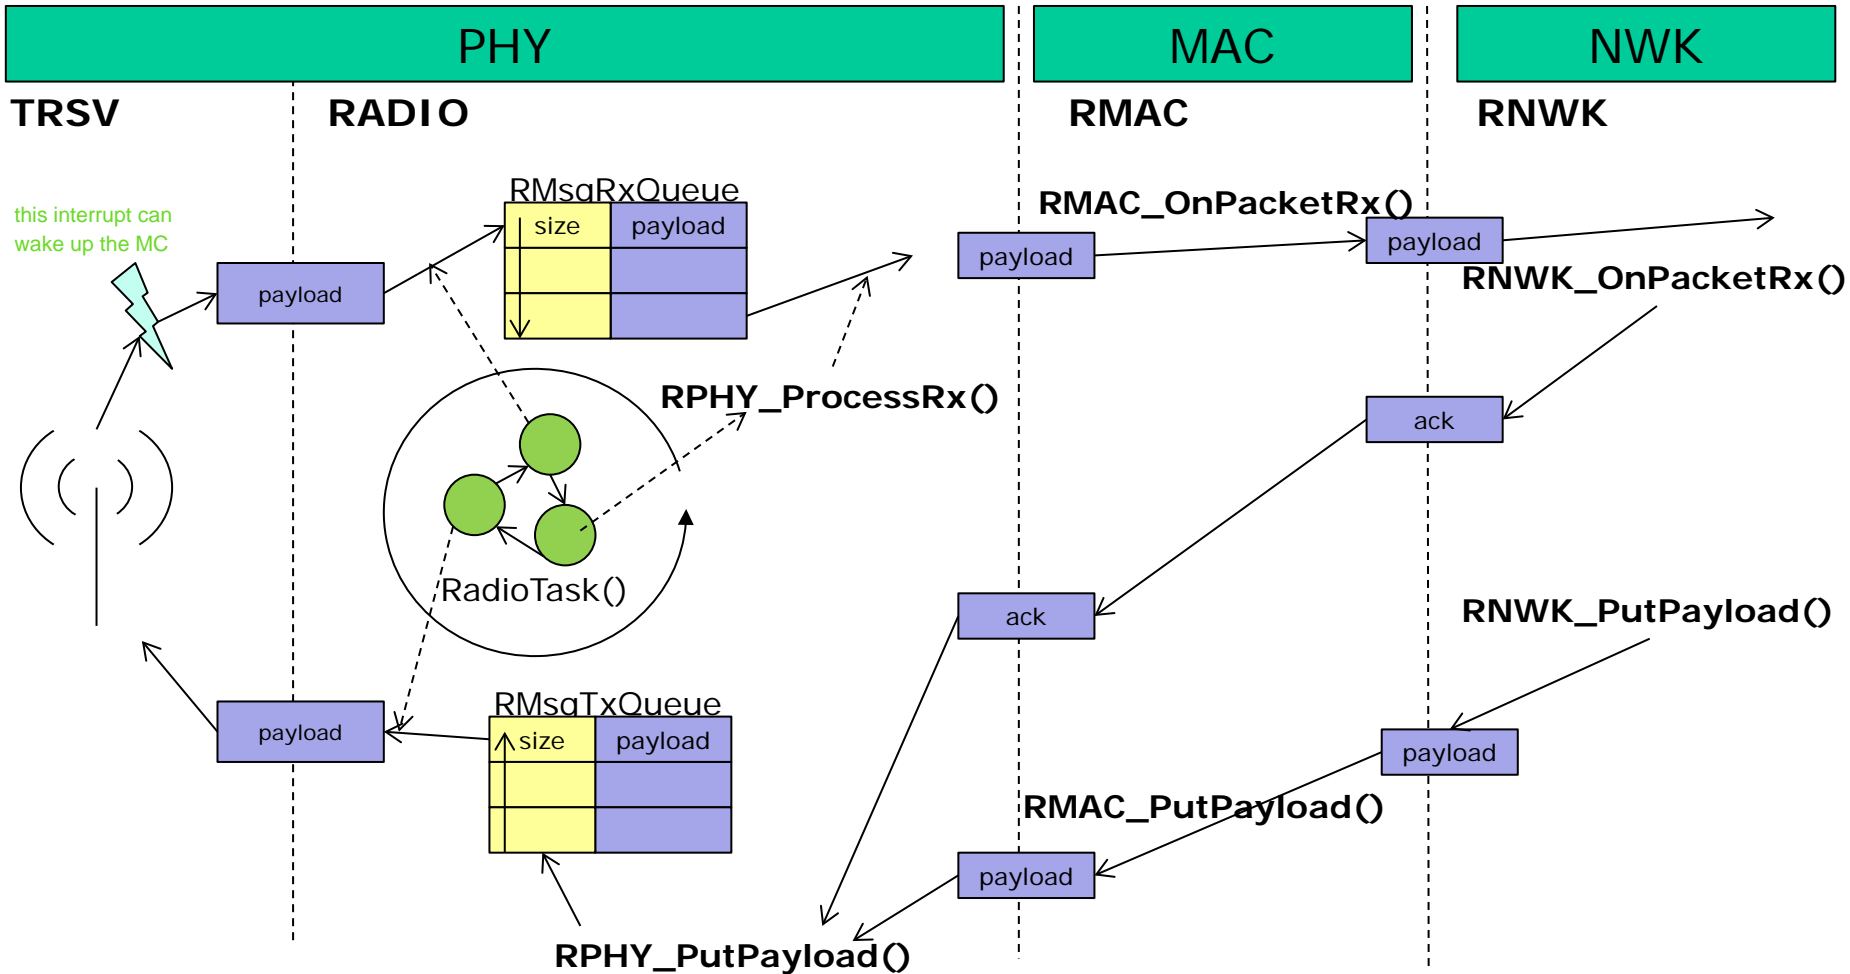 PHY
MAC
NWK
TRSV
RADIO
RMAC
RNWK
RMsgRxQueue
size
payload
this interrupt can
wake up the MC
payload
RMAC_OnPacketRx()
payload
payload
RNWK_OnPacketRx()
RPHY_ProcessRx()
ack
RadioTask()
ack
RNWK_PutPayload()
RMsgTxQueue
size
payload
payload
payload
RMAC_PutPayload()
payload
RPHY_PutPayload()